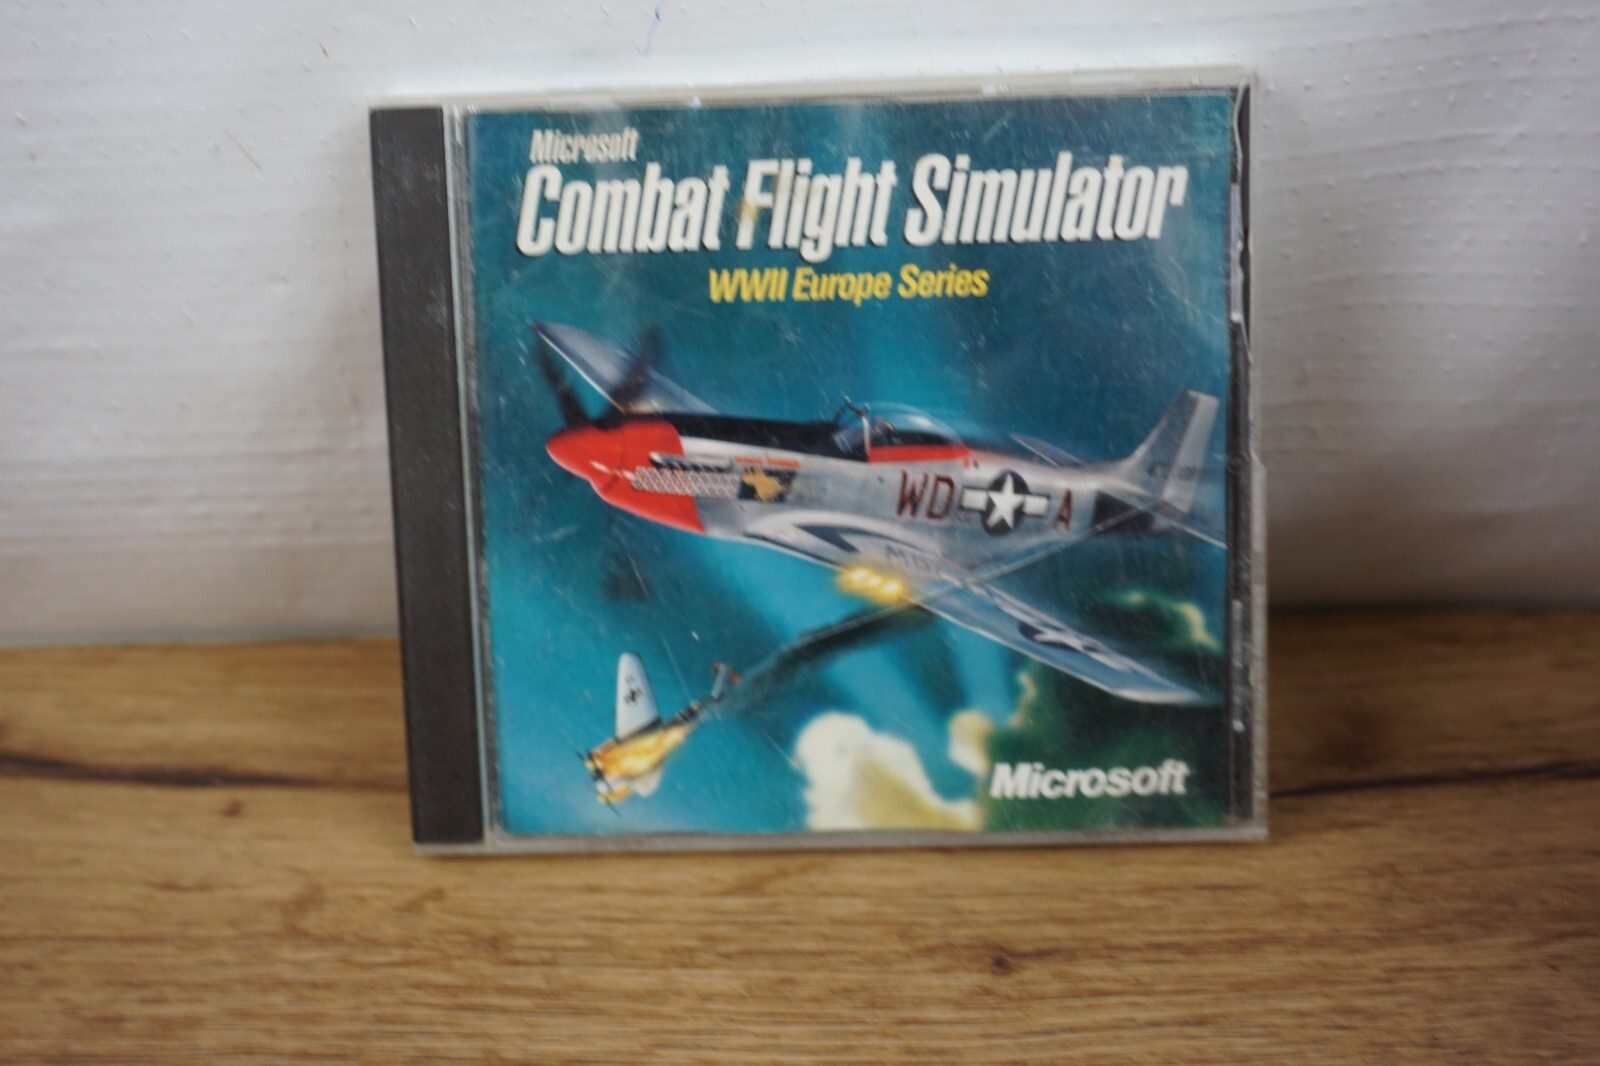 Microsoft
Combat Flight Simulator
WWII Europe Series
WD
A
Microsoft